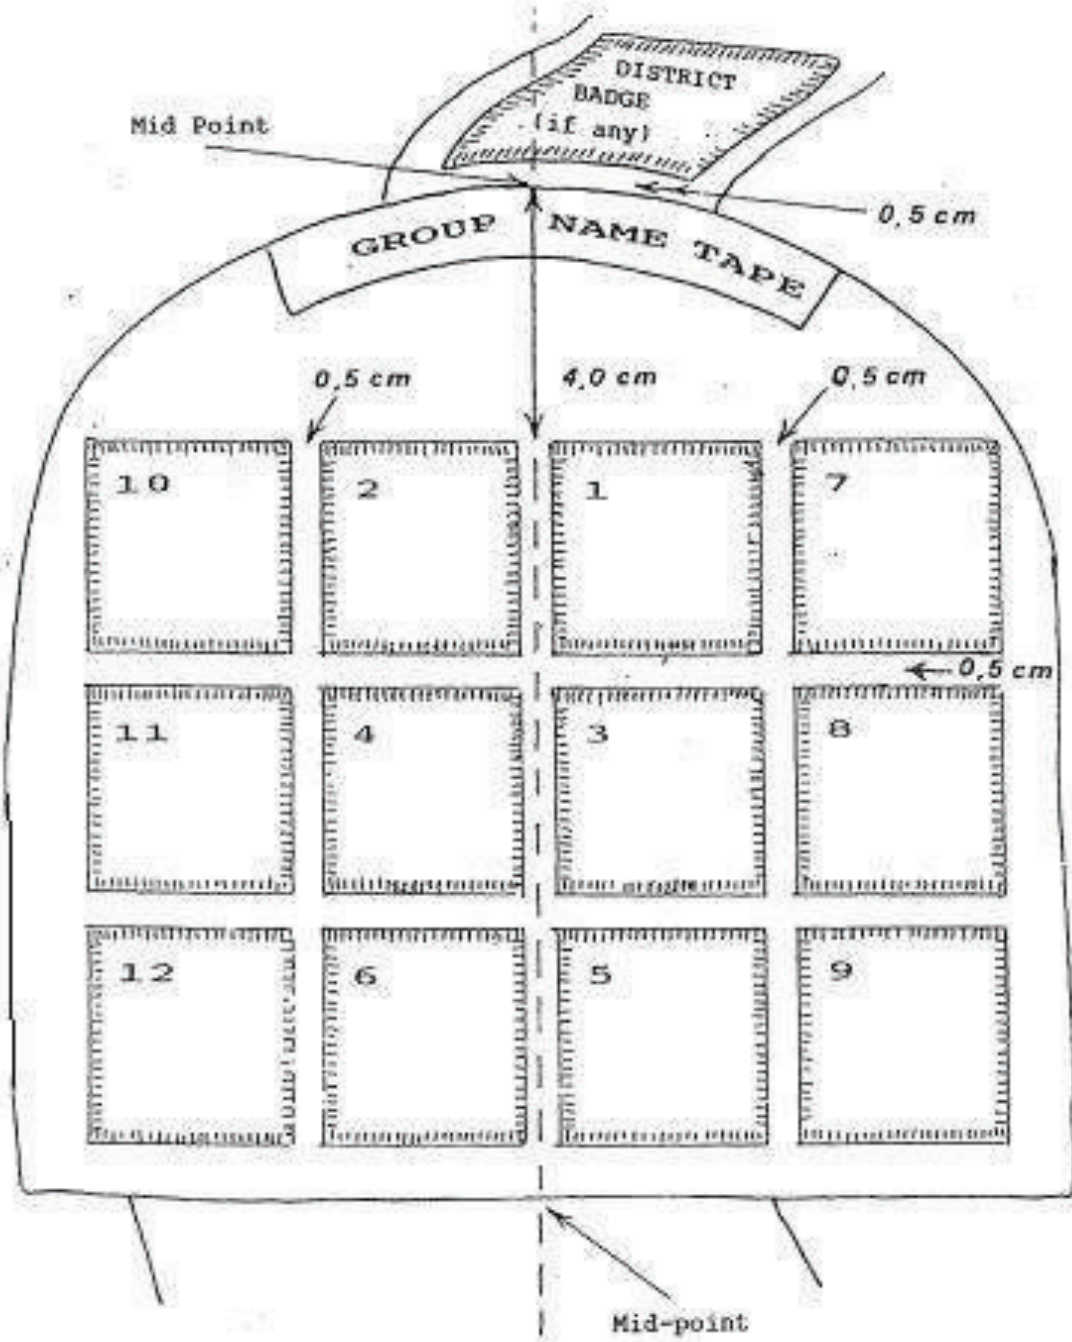 DISTRICT
BADGE
(if any)
Mid Point
0,5 cm
GROUP NAME TAPE
0,5 cm
4,0 cm
0,5 cm
10
2
1
7
0,5 cm
11
4
3
8
12
6
5
9
Mid-point